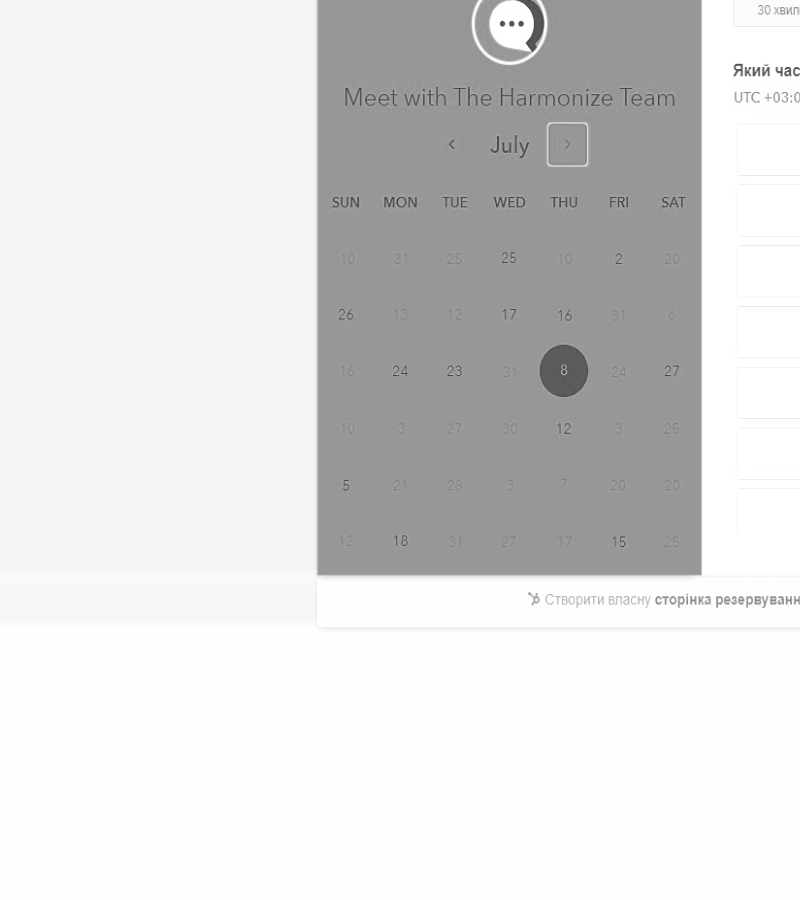 30 хвил
Meet with The Harmonize Team
Який час
UTC +03:0
‹ July ›
SUN MON TUE WED THU FRI SAT
10 31 25 25 10 2 20
26 13 12 17 16 31 6
16 24 23 31 8 24 27
10 3 27 30 12 3 25
5 21 28 3 7 20 20
12 18 31 27 17 15 25
Створити власну сторінка резервуванн